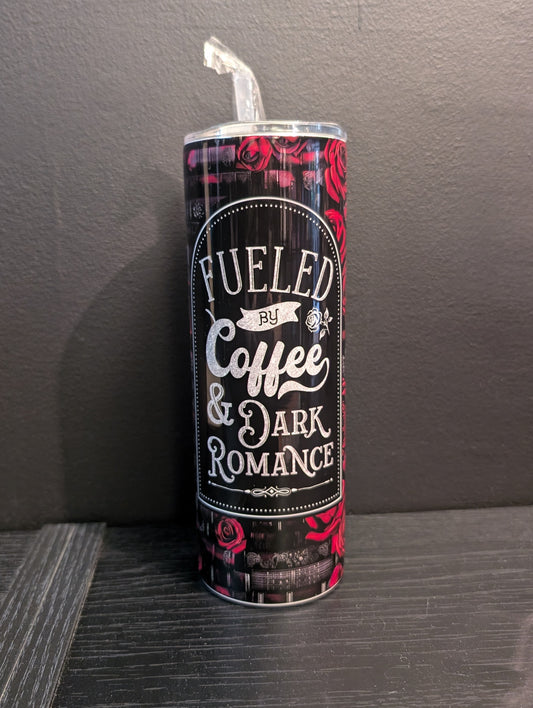 FUELED
BY
Coffee
& DARK
ROMANCE